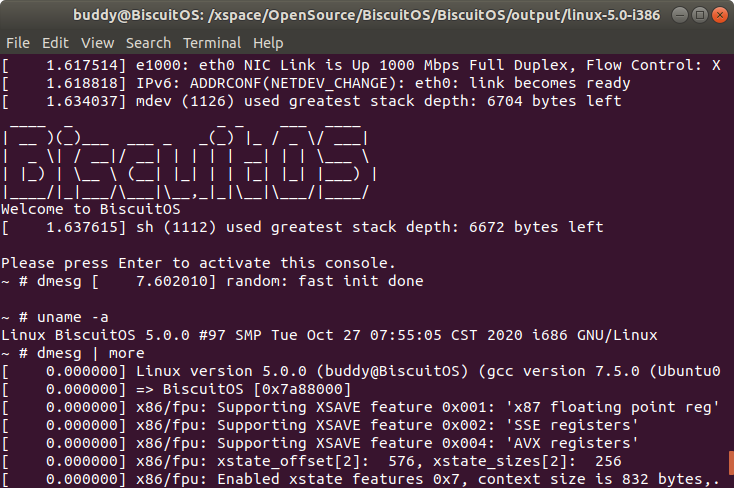 buddy@BiscuitOS: /xspace/OpenSource/BiscuitOS/BiscuitOS/output/linux-5.0-i386
File Edit View Search Terminal Help
[    1.617514] e1000: eth0 NIC Link is Up 1000 Mbps Full Duplex, Flow Control: X
[    1.618818] IPv6: ADDRCONF(NETDEV_CHANGE): eth0: link becomes ready
[    1.634037] mdev (1126) used greatest stack depth: 6704 bytes left
BiscuitOS
Welcome to BiscuitOS
[    1.637615] sh (1112) used greatest stack depth: 6672 bytes left
Please press Enter to activate this console.
~ # dmesg [    7.602010] random: fast init done
~ # uname -a
Linux BiscuitOS 5.0.0 #97 SMP Tue Oct 27 07:55:05 CST 2020 i686 GNU/Linux
~ # dmesg | more
[    0.000000] Linux version 5.0.0 (buddy@BiscuitOS) (gcc version 7.5.0 (Ubuntu0
[    0.000000] => BiscuitOS [0x7a88000]
[    0.000000] x86/fpu: Supporting XSAVE feature 0x001: 'x87 floating point reg'
[    0.000000] x86/fpu: Supporting XSAVE feature 0x002: 'SSE registers'
[    0.000000] x86/fpu: Supporting XSAVE feature 0x004: 'AVX registers'
[    0.000000] x86/fpu: xstate_offset[2]:  576, xstate_sizes[2]:  256
[    0.000000] x86/fpu: Enabled xstate features 0x7, context size is 832 bytes,.